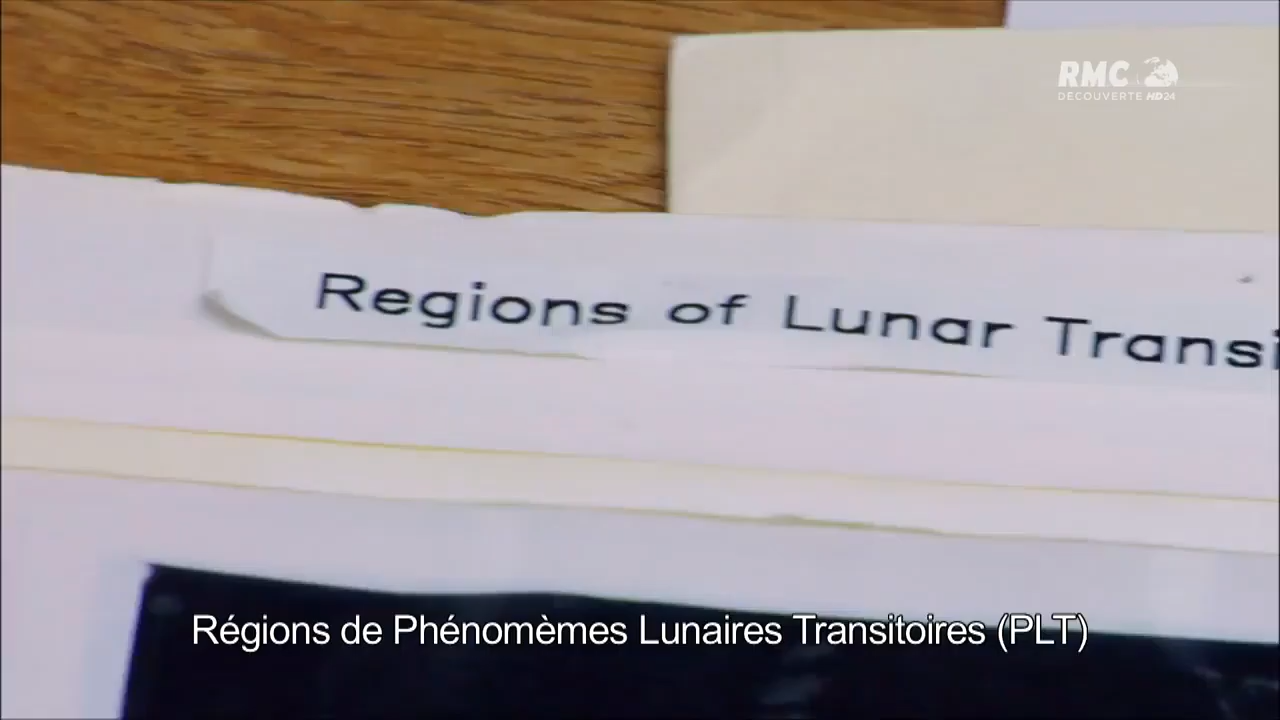 RMC
DÉCOUVERTE HD24
Regions of Lunar Transi
Régions de Phénomèmes Lunaires Transitoires (PLT)